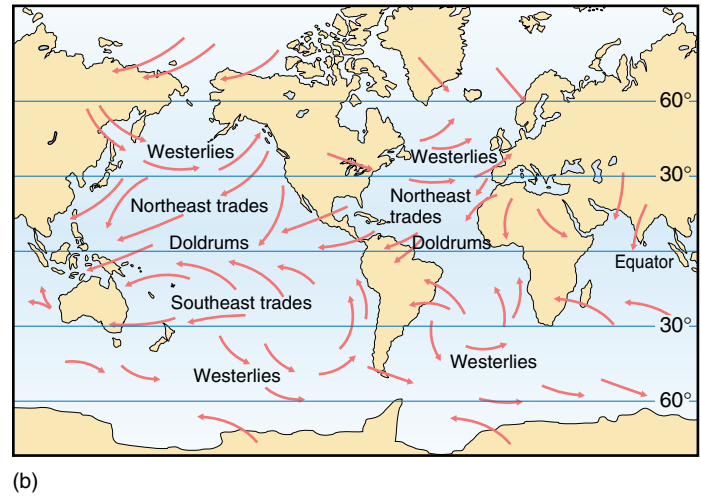 60°
Westerlies
Westerlies
30°
Northeast trades
Northeast
trades
Doldrums
Doldrums
Equator
Southeast trades
30°
Westerlies
Westerlies
60°
(b)